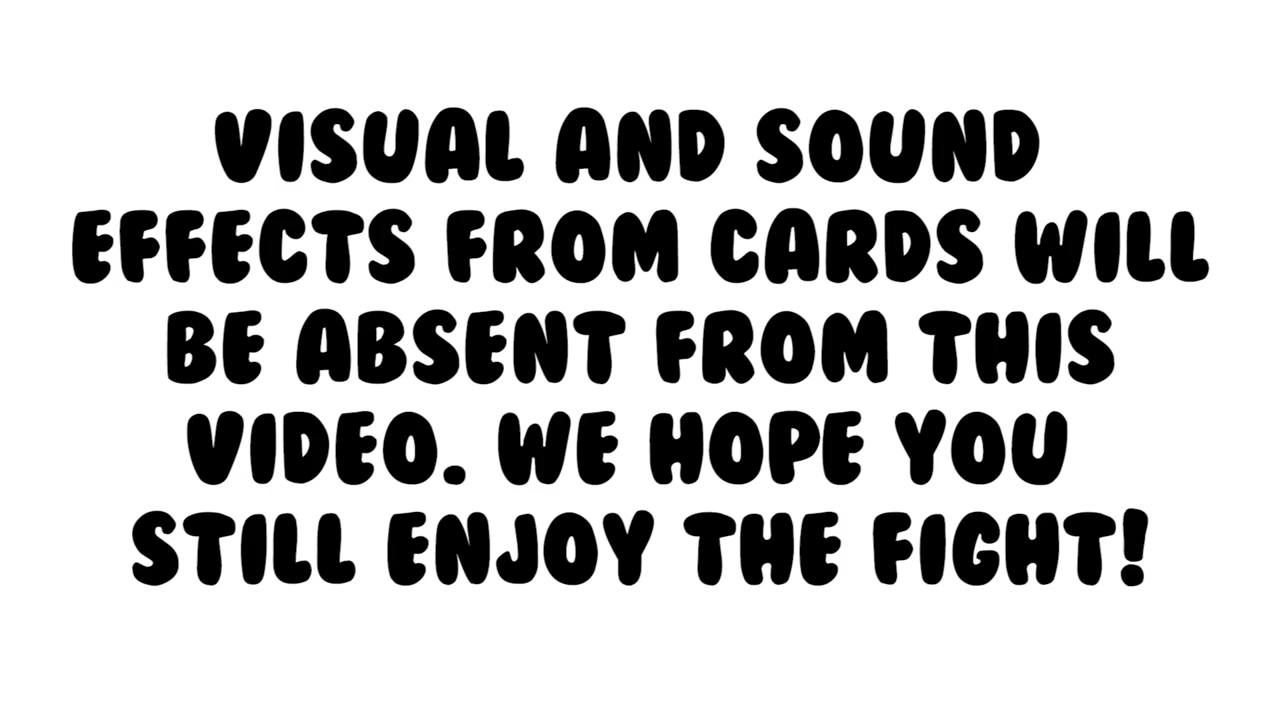 VISUAL AND SOUND
EFFECTS FROM CARDS WILL
BE ABSENT FROM THIS
VIDEO. WE HOPE YOU
STILL ENJOY THE FIGHT!